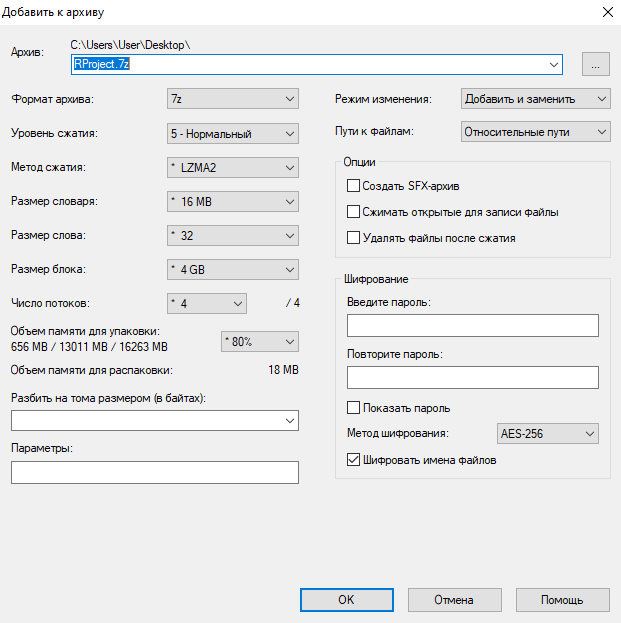 Добавить к архиву
Архив:
C:\Users\User\Desktop\
RProject.7z
...
Формат архива:
7z
Уровень сжатия:
5 - Нормальный
Метод сжатия:
* LZMA2
Размер словаря:
* 16 MB
Размер слова:
* 32
Размер блока:
* 4 GB
Число потоков:
* 4
/ 4
Объем памяти для упаковки:
656 MB / 13011 MB / 16263 MB
* 80%
Объем памяти для распаковки:
18 MB
Разбить на тома размером (в байтах):
Параметры:
Режим изменения:
Добавить и заменить
Пути к файлам:
Относительные пути
Опции
Создать SFX-архив
Сжимать открытые для записи файлы
Удалять файлы после сжатия
Шифрование
Введите пароль:
Повторите пароль:
Показать пароль
Метод шифрования:
AES-256
Шифровать имена файлов
OK
Отмена
Помощь